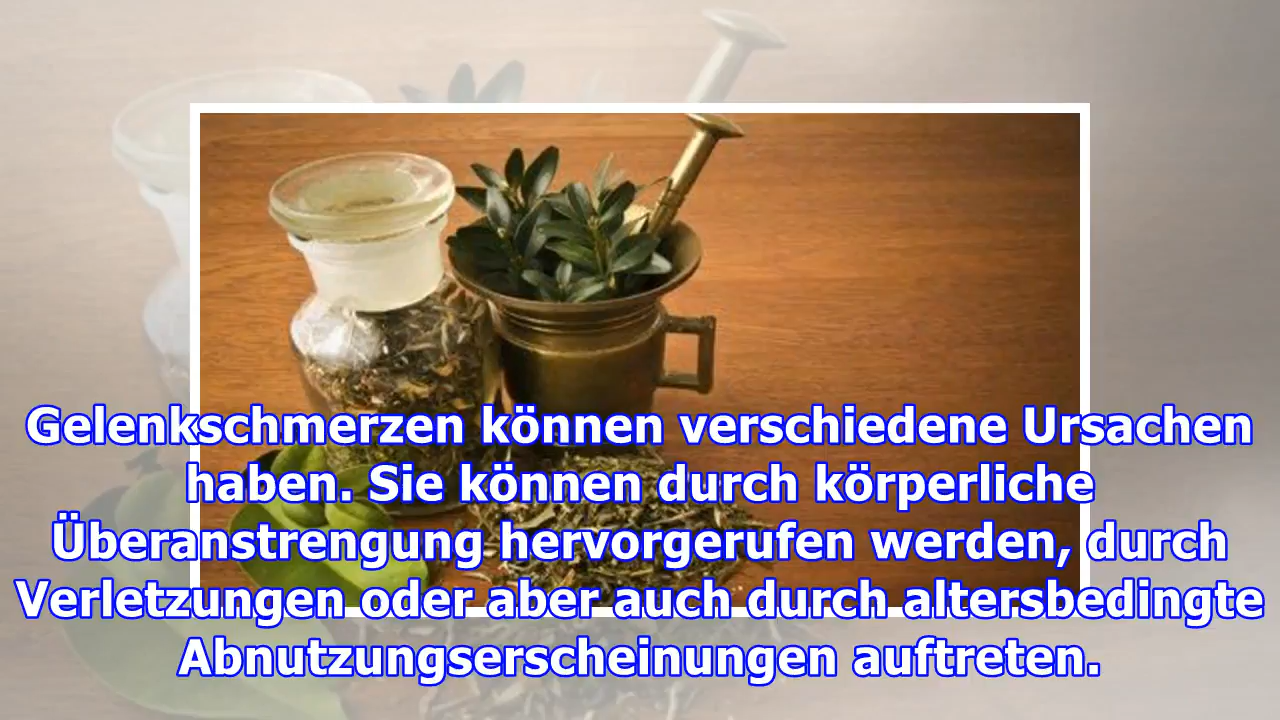 Gelenkschmerzen können verschiedene Ursachen
haben. Sie können durch körperliche
Überanstrengung hervorgerufen werden, durch
Verletzungen oder aber auch durch altersbedingte
Abnutzungserscheinungen auftreten.